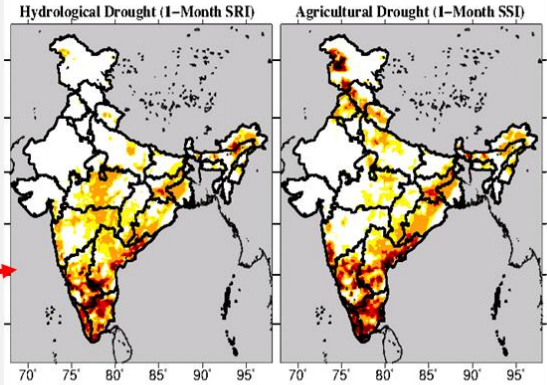 Hydrological Drought (1-Month SRI)
Agricultural Drought (1-Month SSI)
70 75 80 85 90 95
70 75 80 85 90 95